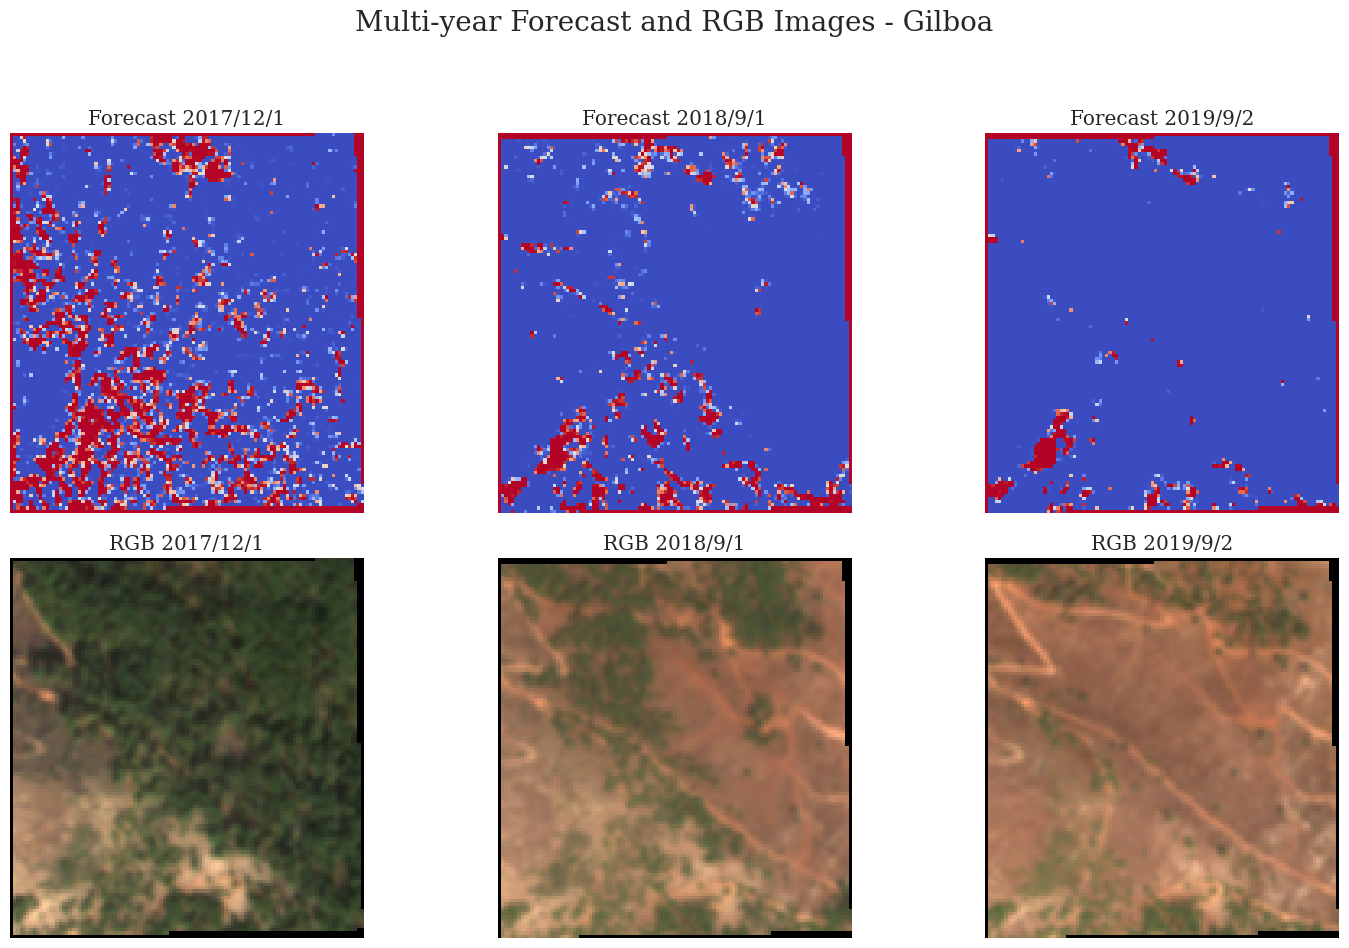 Multi-year Forecast and RGB Images - Gilboa
Forecast 2017/12/1
Forecast 2018/9/1
Forecast 2019/9/2
RGB 2017/12/1
RGB 2018/9/1
RGB 2019/9/2